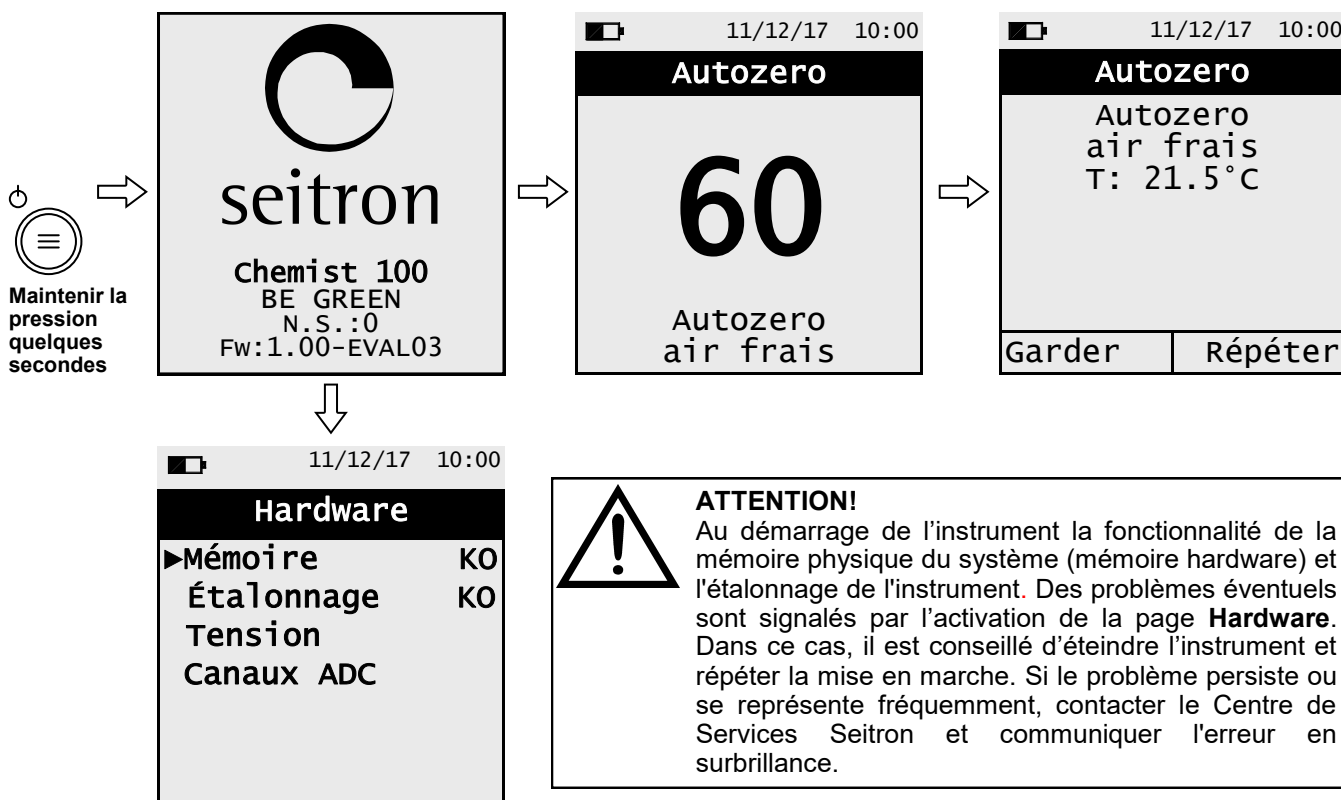 Maintenir la
pression
quelques
secondes
seitron
Chemist 100
BE GREEN
N.S.:0
Fw:1.00-EVAL03
11/12/17 10:00
Autozero
60
Autozero
air frais
11/12/17 10:00
Autozero
Autozero
air frais
T: 21.5°C
Garder Répéter
11/12/17 10:00
Hardware
►Mémoire KO
Étalonnage KO
Tension
Canaux ADC
ATTENTION!
Au démarrage de l’instrument la fonctionnalité de la
mémoire physique du système (mémoire hardware) et
l'étalonnage de l'instrument. Des problèmes éventuels
sont signalés par l’activation de la page Hardware.
Dans ce cas, il est conseillé d’éteindre l’instrument et
répéter la mise en marche. Si le problème persiste ou
se représente fréquemment, contacter le Centre de
Services Seitron et communiquer l'erreur en
surbrillance.